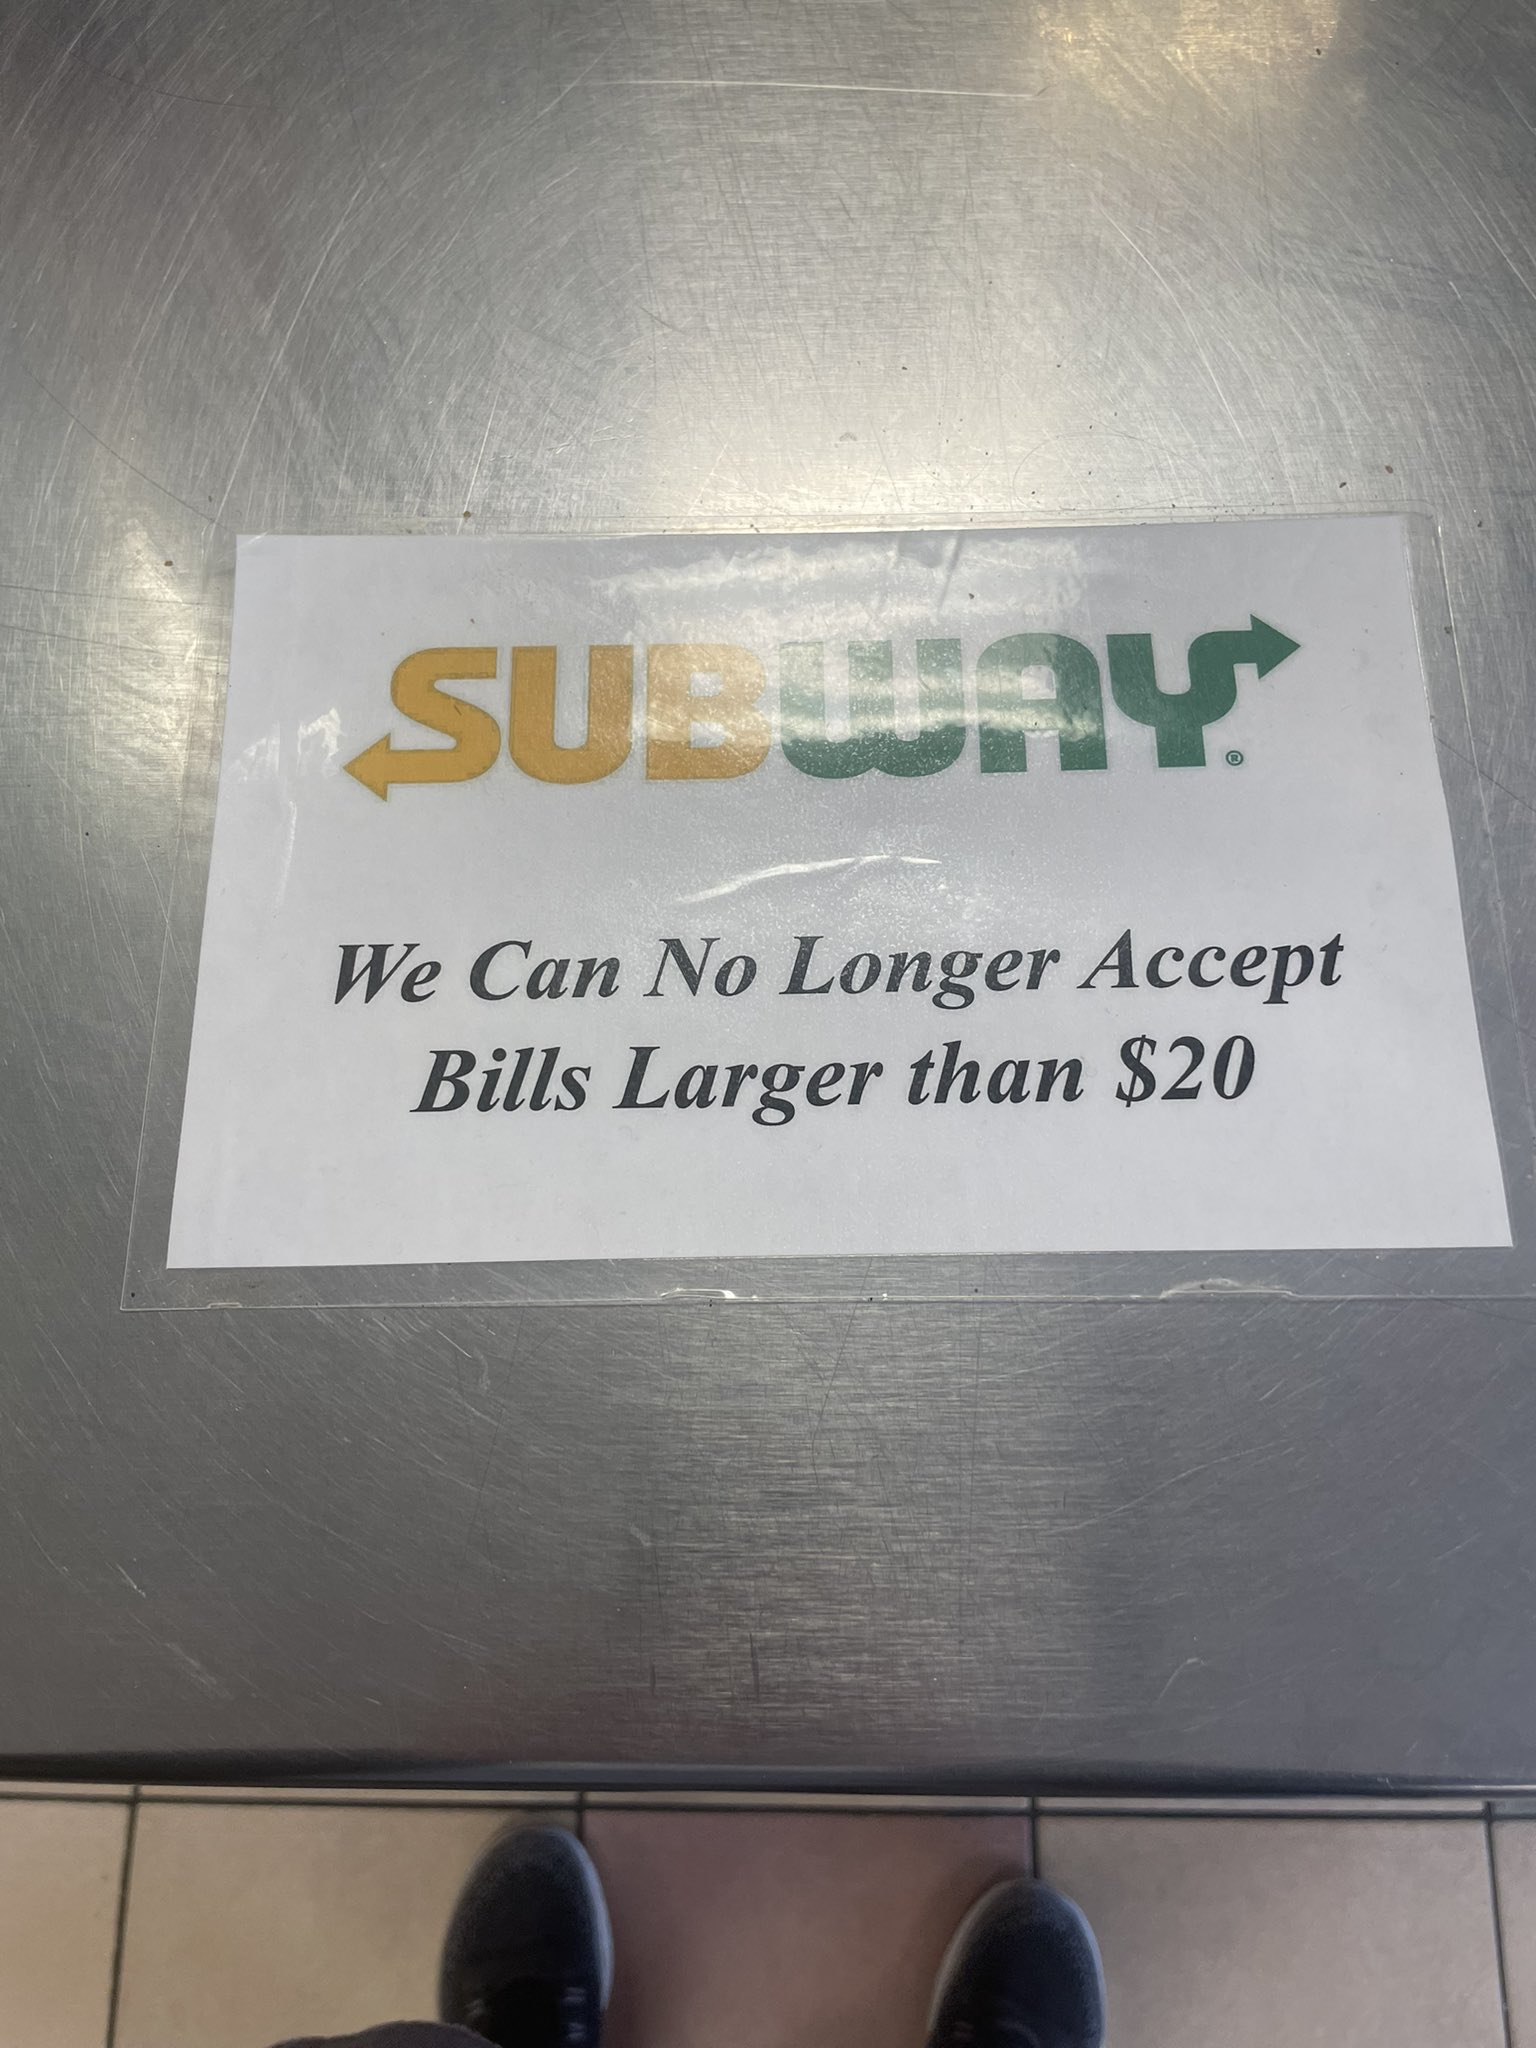 SUBWAY®
We Can No Longer Accept
Bills Larger than $20